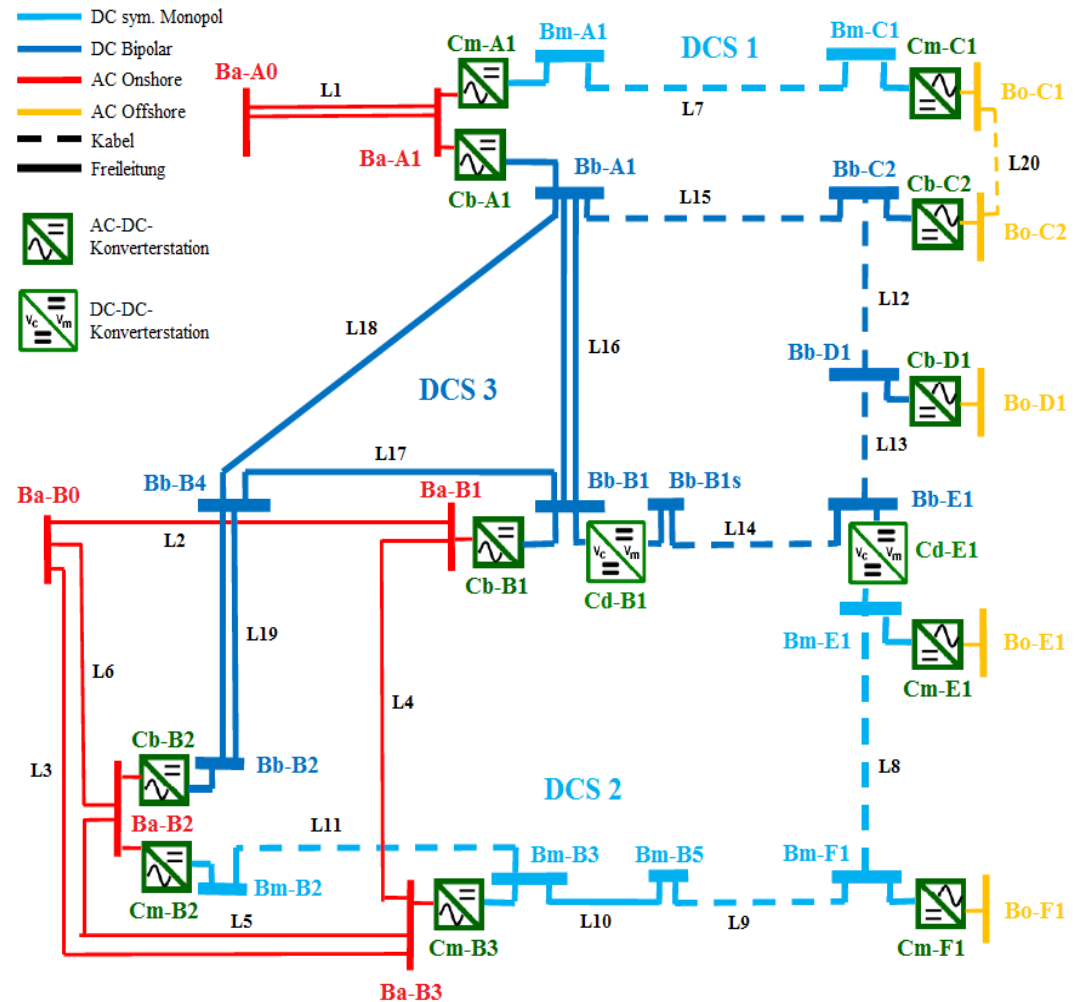 DC sym. Monopol
DC Bipolar
AC Onshore
AC Offshore
Kabel
Freileitung
AC-DC-
Konverterstation
DC-DC-
Konverterstation
Vc
Vm
Cm-A1
Bm-A1
DCS 1
Bm-C1
Cm-C1
Ba-A0
L1
L7
Bo-C1
Ba-A1
Cb-A1
Bb-A1
L15
Bb-C2
Cb-C2
L20
Bo-C2
L18
L16
L12
DCS 3
Bb-D1
Cb-D1
Bo-D1
L17
L13
Bb-B4
Ba-B0
Ba-B1
Bb-B1
Bb-B1s
Bb-E1
L2
L14
Vc
Vm
Cb-B1
Cd-B1
Vc
Vm
Cd-E1
L19
L6
L4
Bm-E1
Bo-E1
Cm-E1
Cb-B2
Bb-B2
L3
L8
DCS 2
Ba-B2
L11
Bm-B3
Bm-B5
Bm-F1
Cm-B2
Bm-B2
L5
L10
L9
Bo-F1
Cm-B3
Cm-F1
Ba-B3